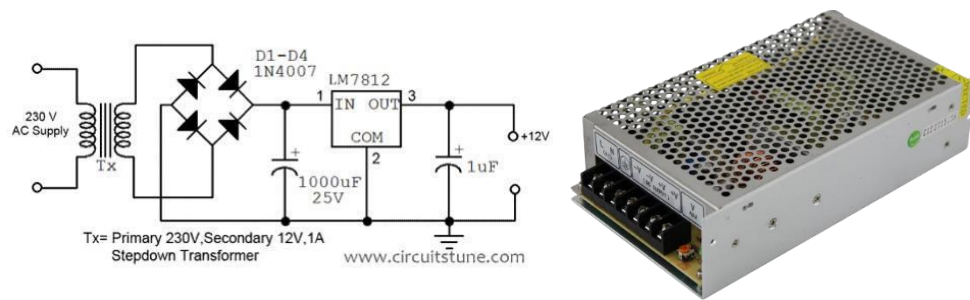 D1-D4
1N4007
LM7812
1
IN OUT
3
230 V
AC Supply
+12V
COM
Tx
2
1000uF
25V
1uF
Tx= Primary 230V,Secondary 12V,1A
Stepdown Transformer
www.circuitstune.com